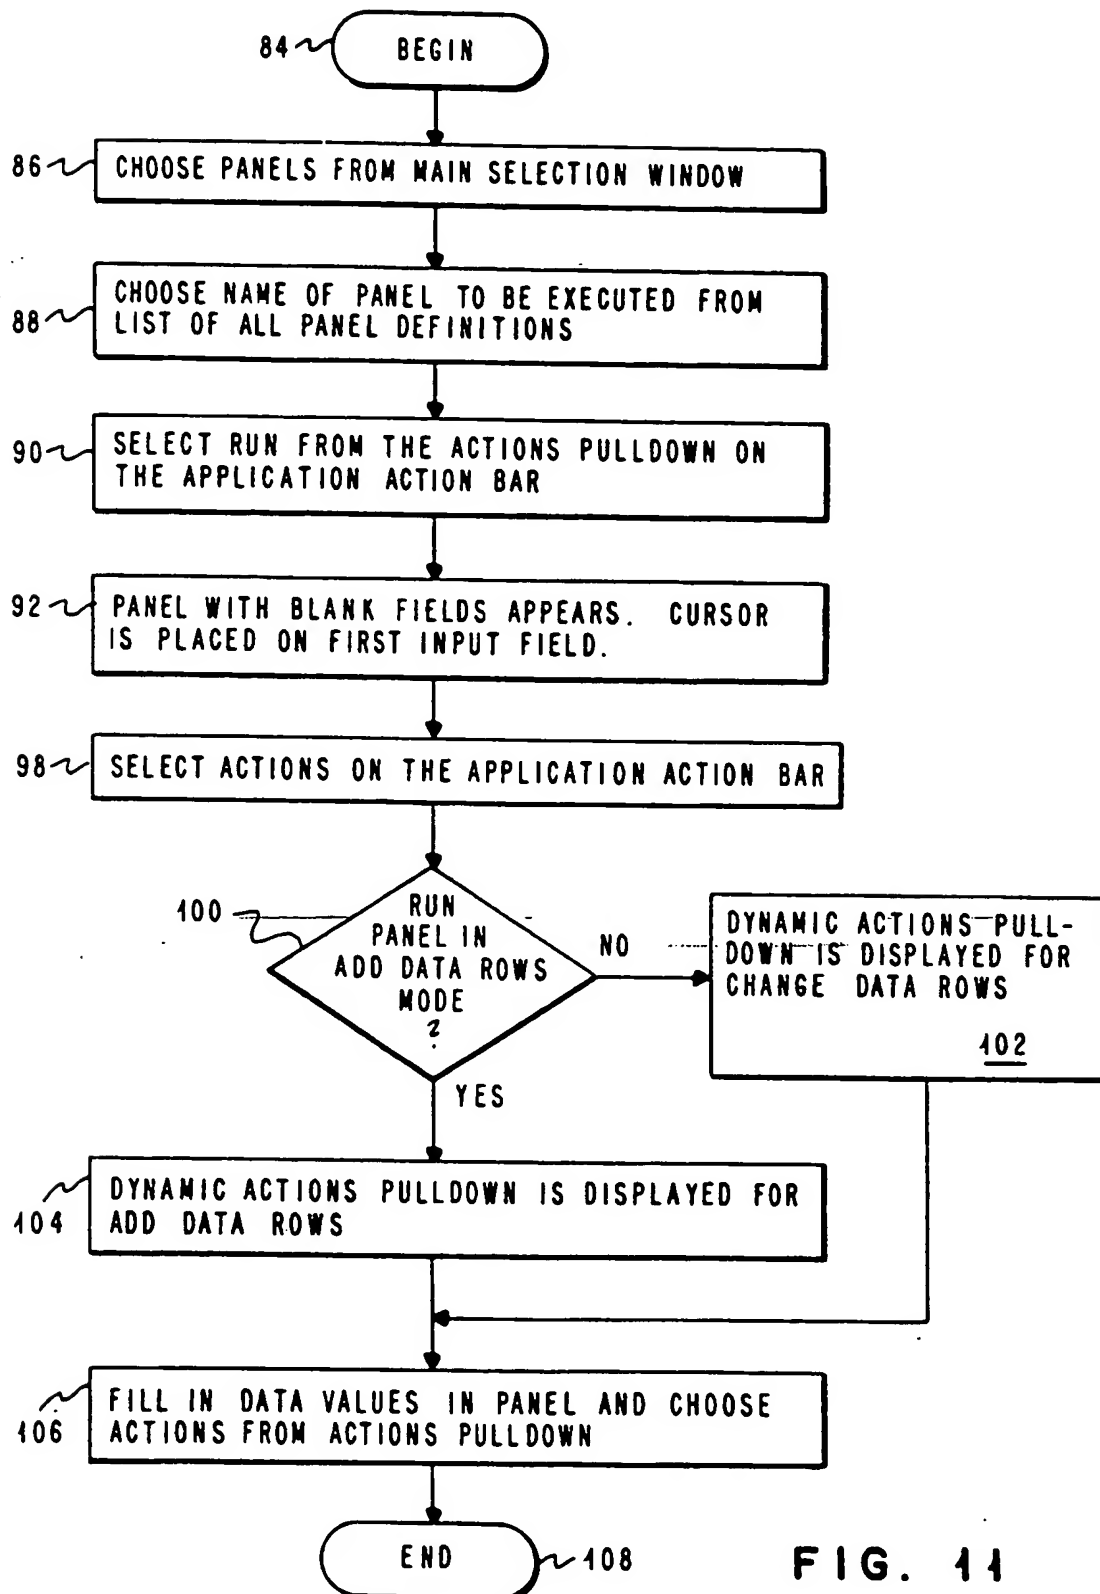 84 BEGIN
86 CHOOSE PANELS FROM MAIN SELECTION WINDOW
CHOOSE NAME OF PANEL TO BE EXECUTED FROM
88 LIST OF ALL PANEL DEFINITIONS
90 SELECT RUN FROM THE ACTIONS PULLDOWN ON
THE APPLICATION ACTION BAR
92 PANEL WITH BLANK FIELDS APPEARS. CURSOR
IS PLACED ON FIRST INPUT FIELD.
98 SELECT ACTIONS ON THE APPLICATION ACTION BAR
100
RUN
PANEL IN
ADD DATA ROWS
MODE
?
NO
DYNAMIC ACTIONS PULL-
DOWN IS DISPLAYED FOR
CHANGE DATA ROWS
102
YES
DYNAMIC ACTIONS PULLDOWN IS DISPLAYED FOR
104 ADD DATA ROWS
FILL IN DATA VALUES IN PANEL AND CHOOSE
106 ACTIONS FROM ACTIONS PULLDOWN
END 108
FIG. 11